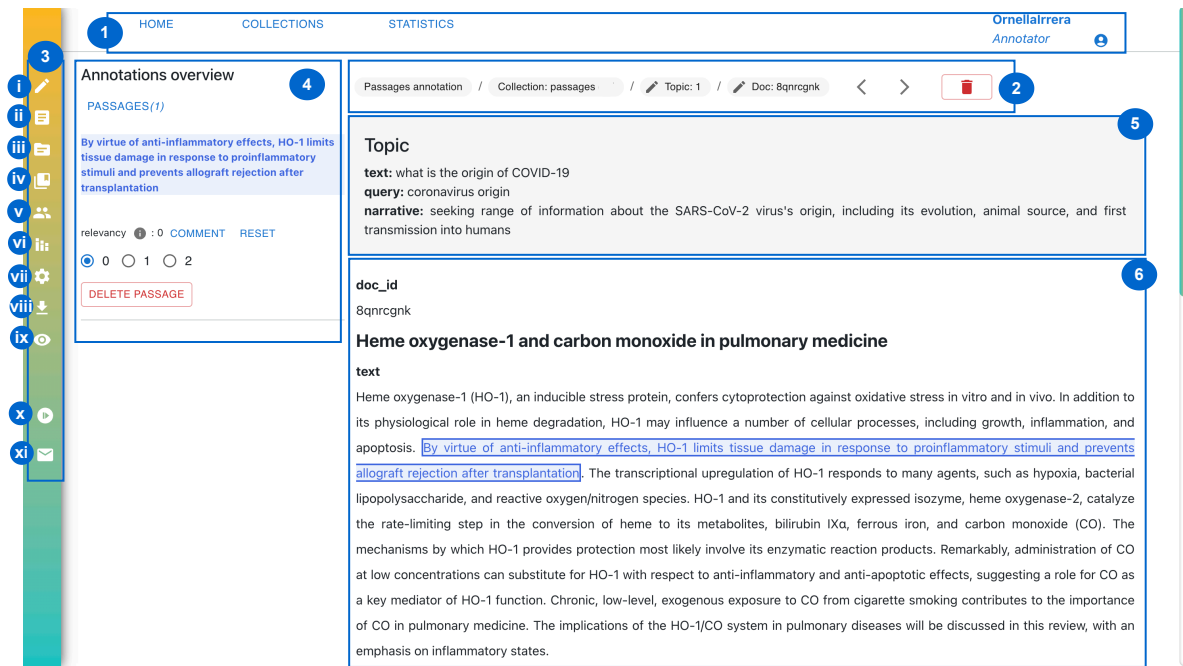 1
HOME COLLECTIONS STATISTICS
OrnellaIrrera
Annotator
3
i
ii
iii
iv
v
vi
vii
viii
ix
x
xi
4
Annotations overview
PASSAGES(1)
By virtue of anti-inflammatory effects, HO-1 limits
tissue damage in response to proinflammatory
stimuli and prevents allograft rejection after
transplantation
relevancy i : 0 COMMENT RESET
0 1 2
DELETE PASSAGE
Passages annotation / Collection: passages / Topic: 1 / Doc: 8qnrcgnk
2
5
Topic
text: what is the origin of COVID-19
query: coronavirus origin
narrative: seeking range of information about the SARS-CoV-2 virus's origin, including its evolution, animal source, and first
transmission into humans
6
doc_id
8qnrcgnk
Heme oxygenase-1 and carbon monoxide in pulmonary medicine
text
Heme oxygenase-1 (HO-1), an inducible stress protein, confers cytoprotection against oxidative stress in vitro and in vivo. In addition to
its physiological role in heme degradation, HO-1 may influence a number of cellular processes, including growth, inflammation, and
apoptosis. By virtue of anti-inflammatory effects, HO-1 limits tissue damage in response to proinflammatory stimuli and prevents
allograft rejection after transplantation. The transcriptional upregulation of HO-1 responds to many agents, such as hypoxia, bacterial
lipopolysaccharide, and reactive oxygen/nitrogen species. HO-1 and its constitutively expressed isozyme, heme oxygenase-2, catalyze
the rate-limiting step in the conversion of heme to its metabolites, bilirubin IXα, ferrous iron, and carbon monoxide (CO). The
mechanisms by which HO-1 provides protection most likely involve its enzymatic reaction products. Remarkably, administration of CO
at low concentrations can substitute for HO-1 with respect to anti-inflammatory and anti-apoptotic effects, suggesting a role for CO as
a key mediator of HO-1 function. Chronic, low-level, exogenous exposure to CO from cigarette smoking contributes to the importance
of CO in pulmonary medicine. The implications of the HO-1/CO system in pulmonary diseases will be discussed in this review, with an
emphasis on inflammatory states.